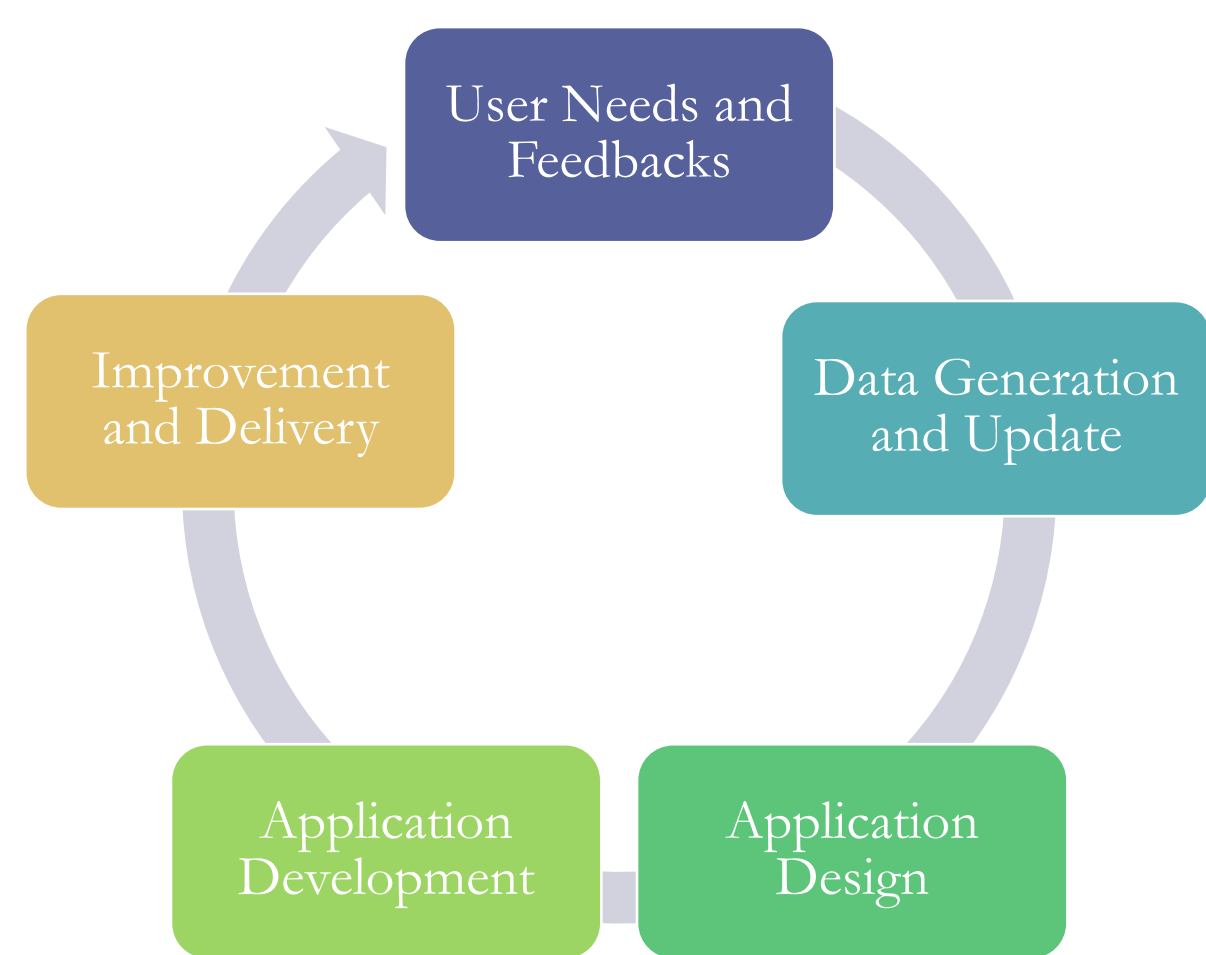 User Needs and
Feedbacks
Data Generation
and Update
Application
Design
Application
Development
Improvement
and Delivery